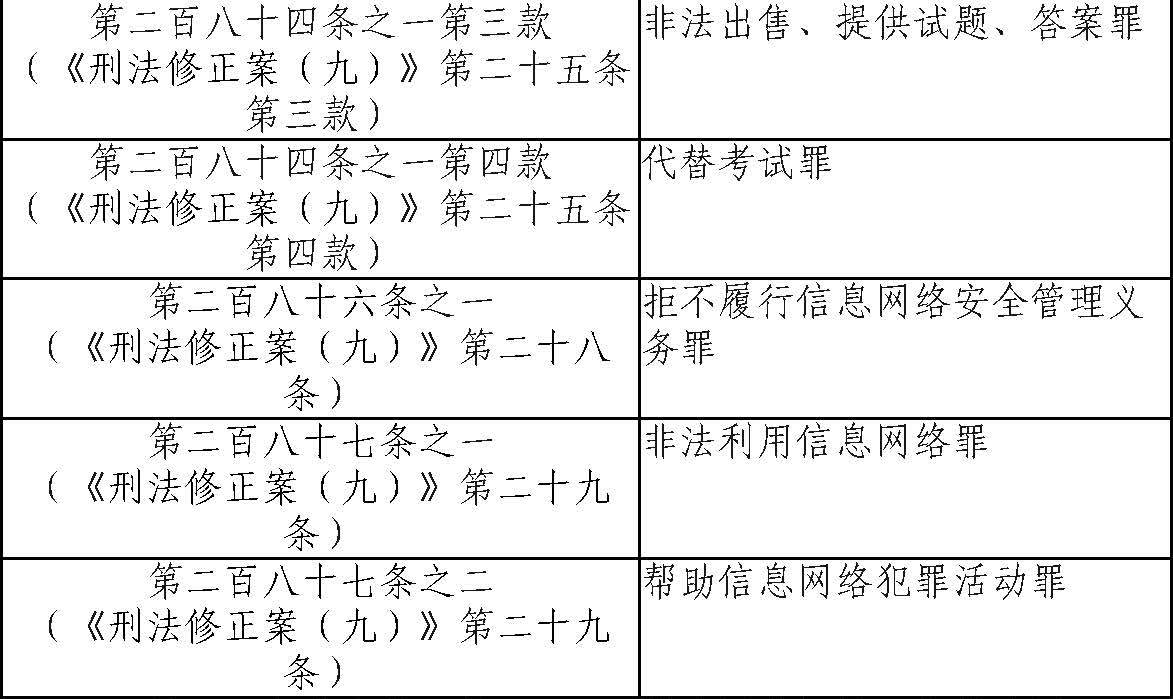 第二百八十四条之一第三款
（《刑法修正案（九）》第二十五条
第三款）
非法出售、提供试题、答案罪
第二百八十四条之一第四款
（《刑法修正案（九）》第二十五条
第四款）
代替考试罪
第二百八十六条之一
（《刑法修正案（九）》第二十八
条）
拒不履行信息网络安全管理义
务罪
第二百八十七条之一
（《刑法修正案（九）》第二十九
条）
非法利用信息网络罪
第二百八十七条之二
（《刑法修正案（九）》第二十九
条）
帮助信息网络犯罪活动罪